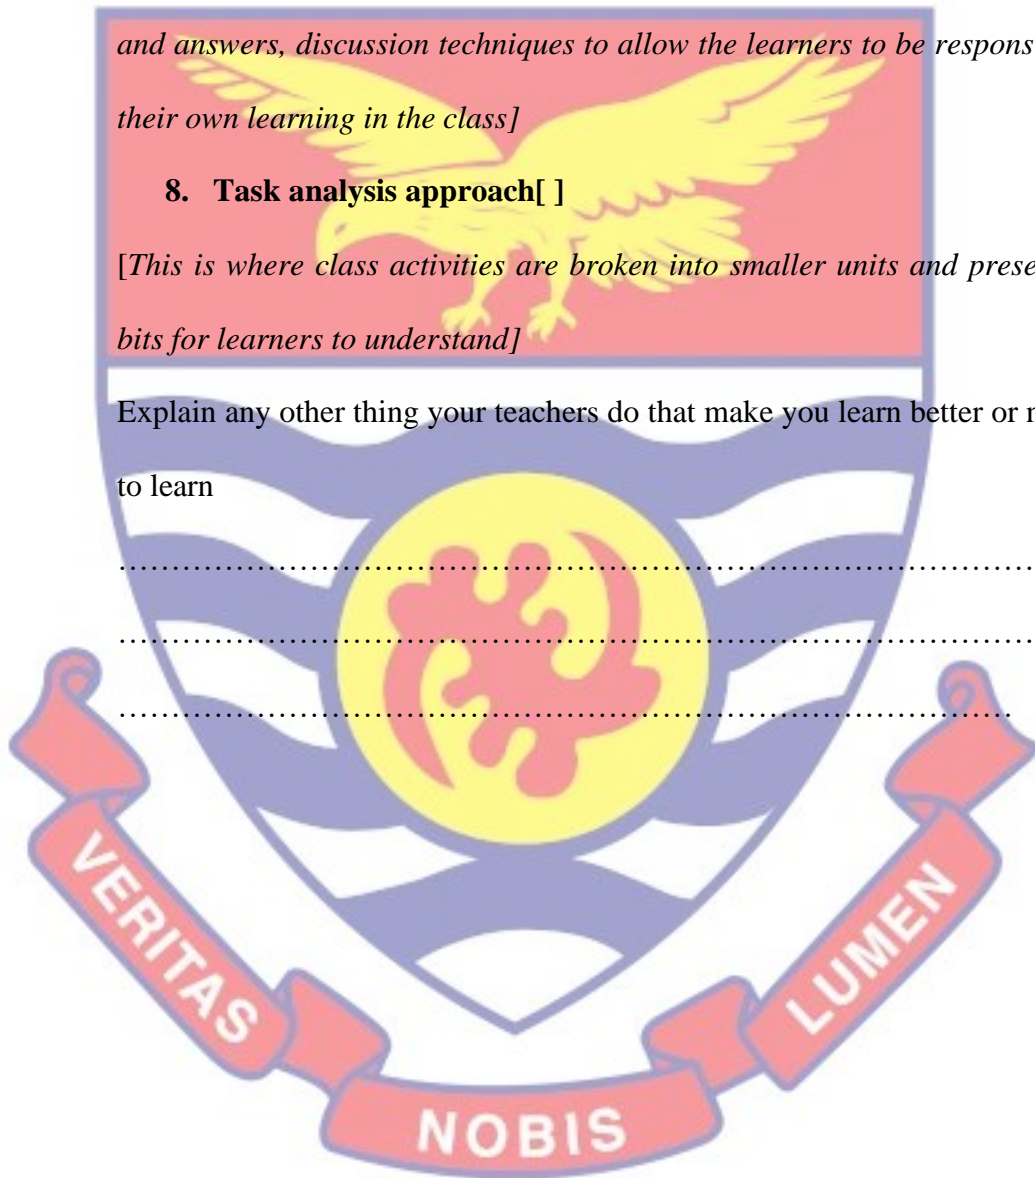 and answers, discussion techniques to allow the learners to be respons
their own learning in the class]
8. Task analysis approach[ ]
[This is where class activities are broken into smaller units and prese
bits for learners to understand]
Explain any other thing your teachers do that make you learn better or
to learn
………………………………………………………………………………
………………………………………………………………………………
……………………………………………………………………………
VERITAS
NOBIS
LUMEN